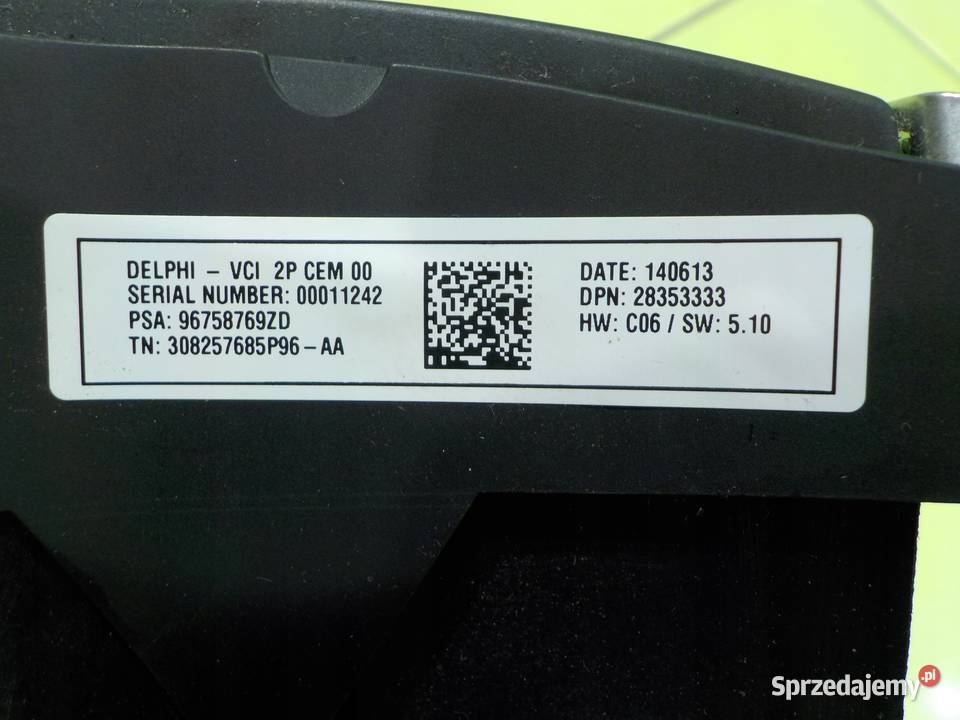 DELPHI - VCI 2P CEM 00
SERIAL NUMBER: 00011242
PSA: 96758769ZD
TN: 308257685P96-AA
DATE: 140613
DPN: 28353333
HW: C06 / SW: 5.10
Sprzedajemy.pl